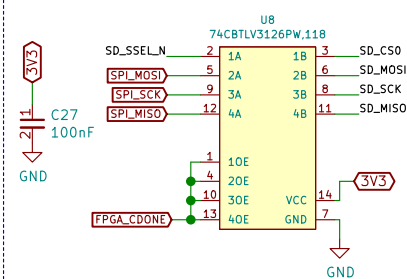 U8
74CBTLV3126PW,118
SD_SSEL_N 2 1A 1B 3 SD_CS0
SPI_MOSI 5 2A 2B 6 SD_MOSI
SPI_SCK 9 3A 3B 8 SD_SCK
SPI_MISO 12 4A 4B 11 SD_MISO
1 1OE
4 2OE
10 3OE VCC 14 3V3
FPGA_CDONE 13 4OE GND 7
GND
3V3
1
C27
100nF
2
GND